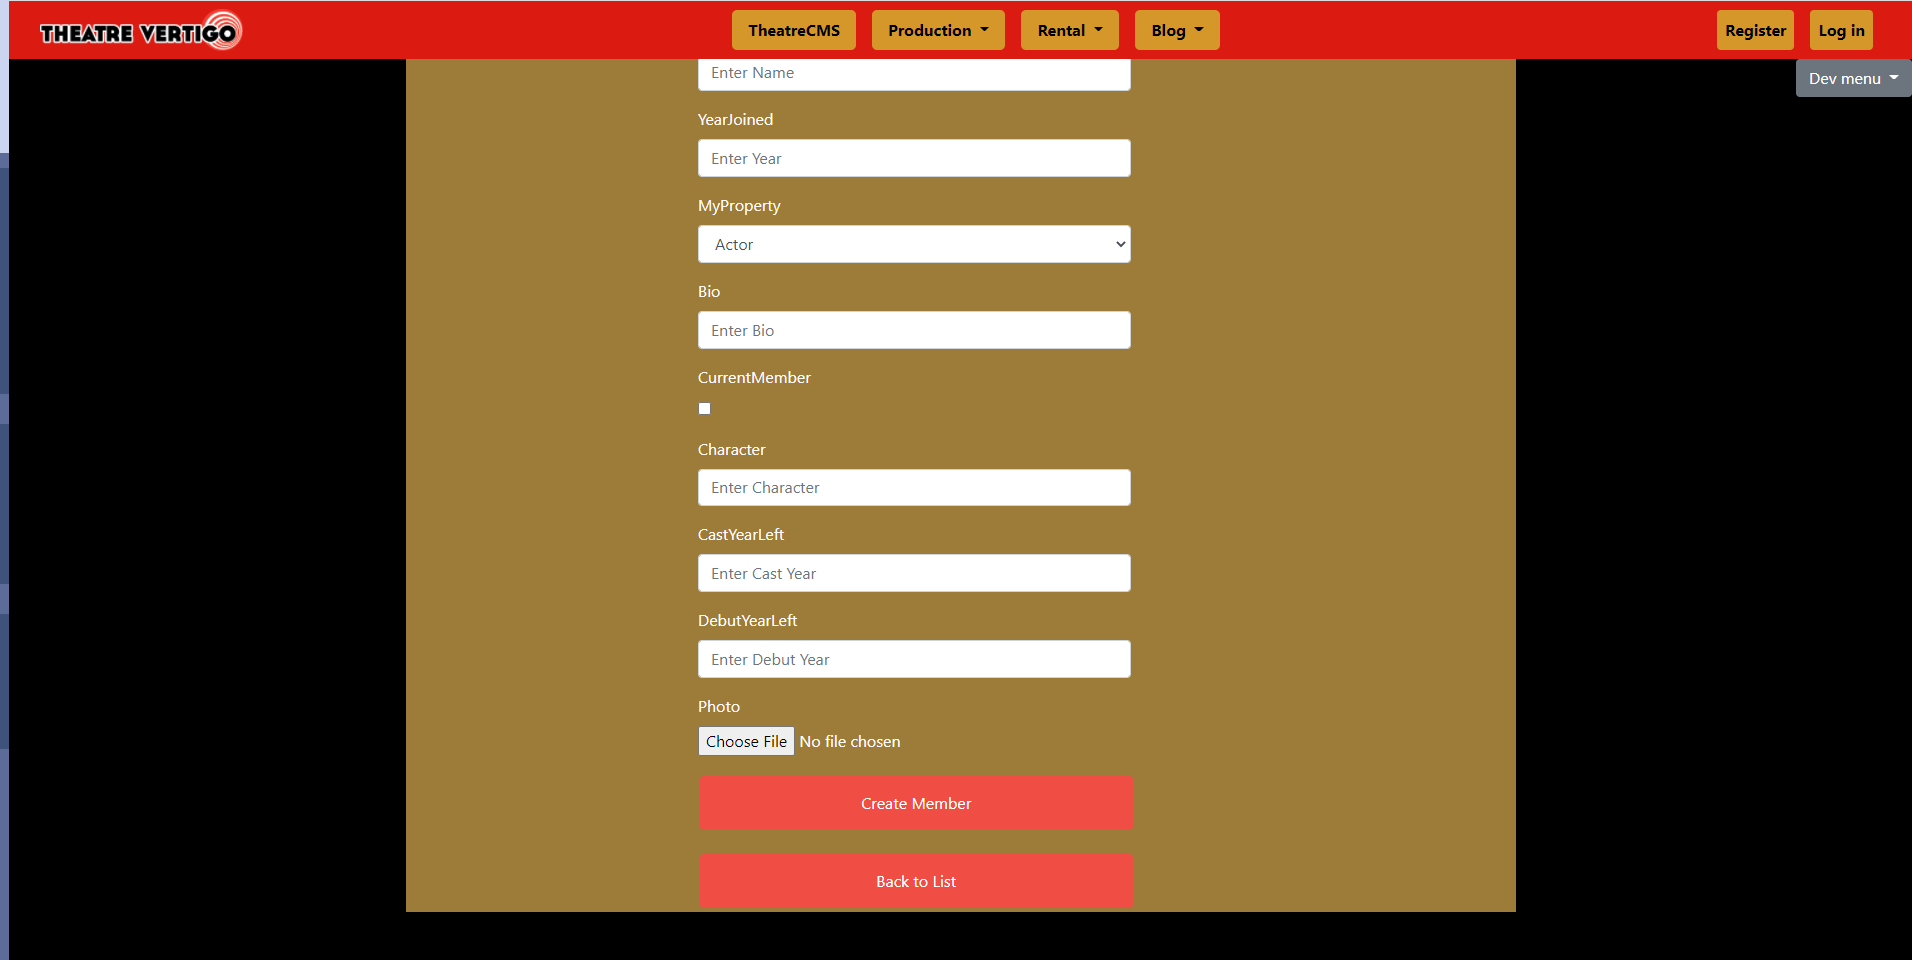 THEATRE VERTIGO
TheatreCMS Production Rental Blog Register Log in
Dev menu
Enter Name
YearJoined
Enter Year
MyProperty
Actor
Bio
Enter Bio
CurrentMember
Character
Enter Character
CastYearLeft
Enter Cast Year
DebutYearLeft
Enter Debut Year
Photo
Choose File No file chosen
Create Member
Back to List